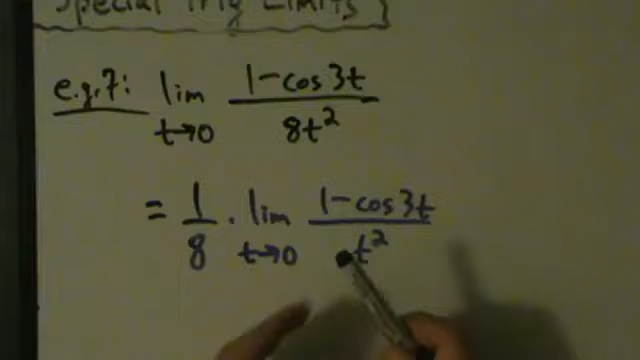 Special Trig Limits
e.g.7: lim t→0 1-cos3t / 8t²
= 1/8 · lim t→0 1-cos3t / t²